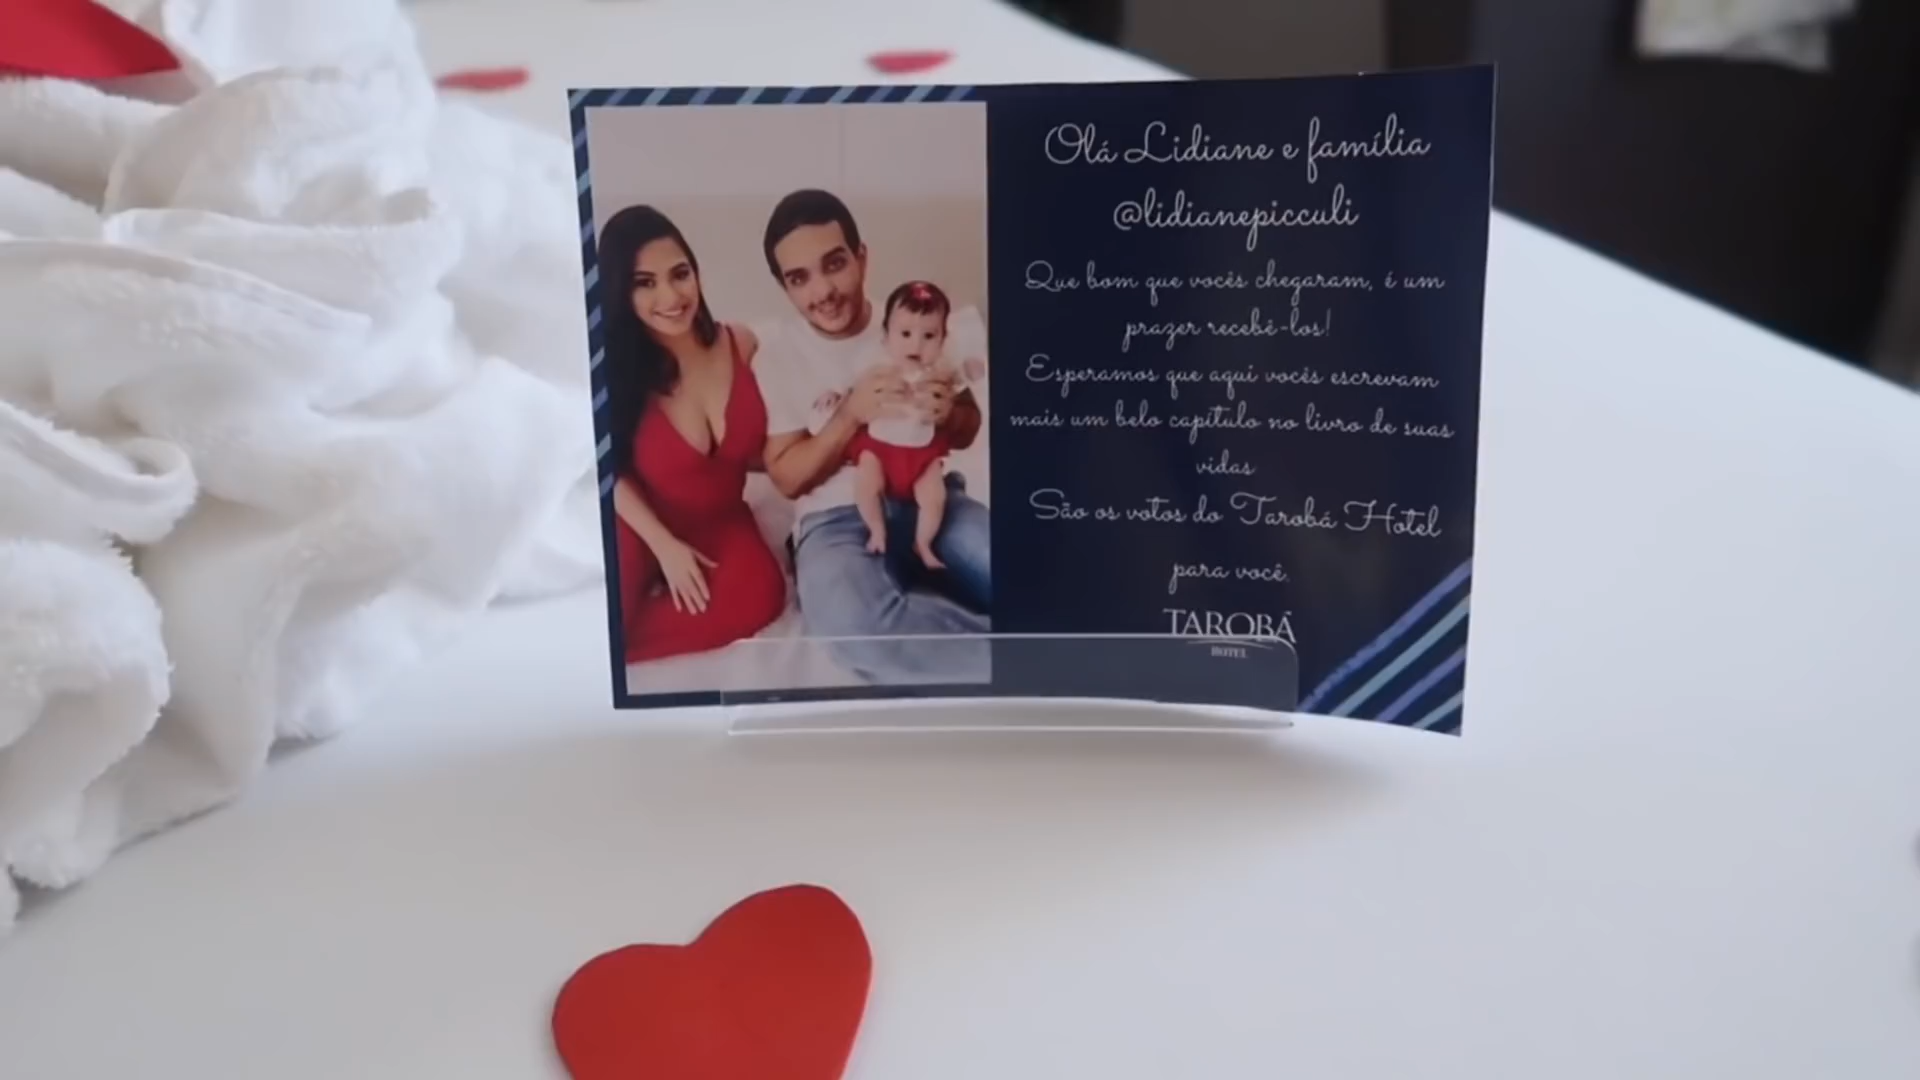 Olá Lidiane e família
@lidianepicculi
Que bom que vocês chegaram, é um
prazer recebê-los!
Esperamos que aqui vocês escrevam
mais um belo capítulo no livro de suas
vidas
São os votos do Tarobá Hotel
para você.
TAROBÁ
HOTEL